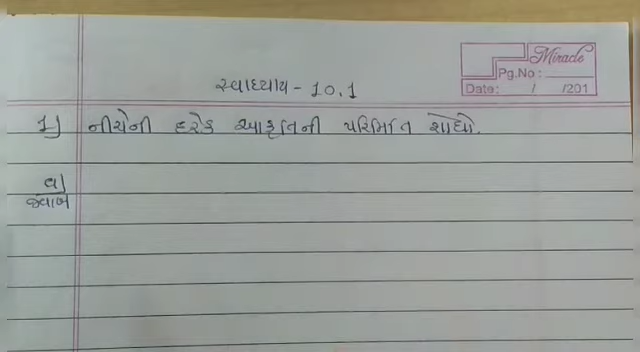 Miracle
Pg.No :
Date: / /201
સ્વાધ્યાય - 10.1
1) નીચેની દરેક આકૃતિની પરિમિતિ શોધો.
a)
જવાબ